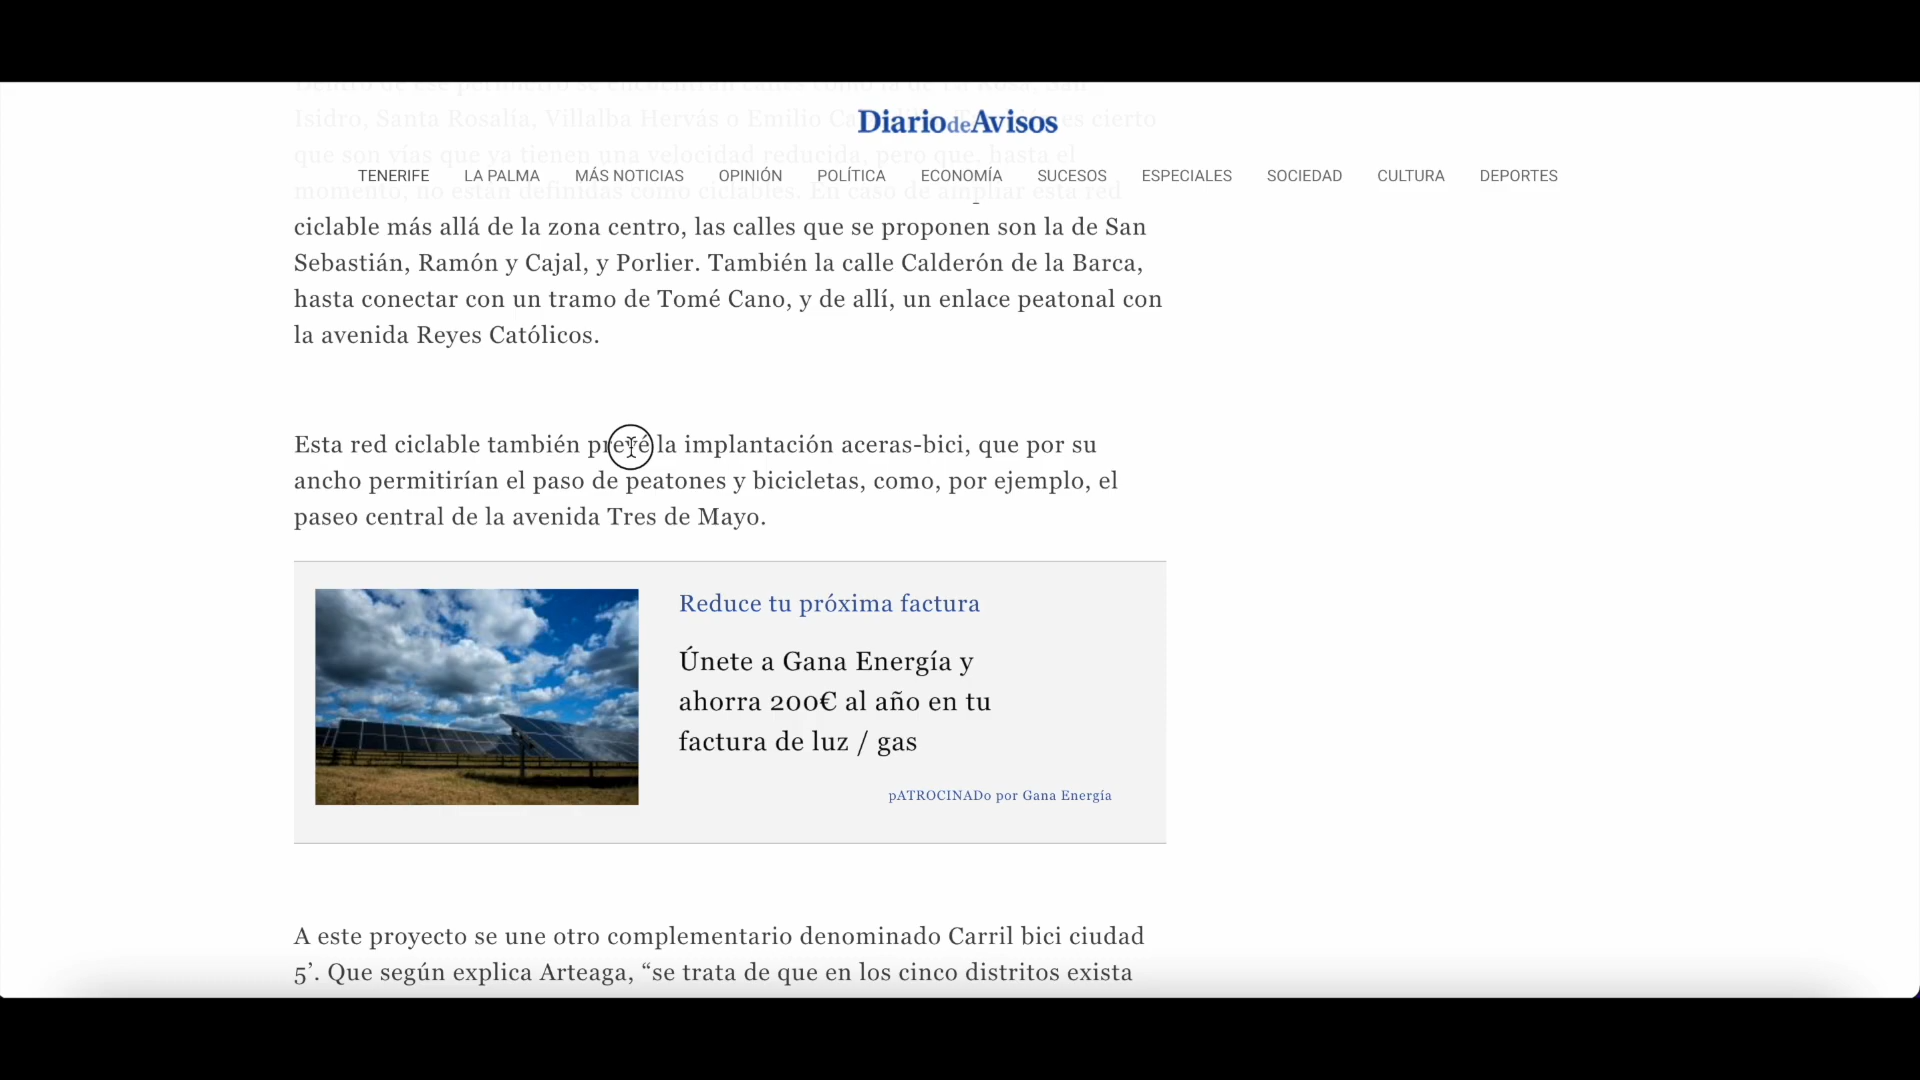 Dentro de ese perímetro se encuentran calles como la de La Rosa, San
Isidro, Santa Rosalía, Villalba Hervás o Emilio es cierto
DiariodeAvisos
que son vías que ya tienen una velocidad reducida, pero que, hasta el
TENERIFE LA PALMA MÁS NOTICIAS OPINIÓN POLÍTICA ECONOMÍA SUCESOS ESPECIALES SOCIEDAD CULTURA DEPORTES
momento, no están definidas como ciclables. En caso de ampliar esta red
ciclable más allá de la zona centro, las calles que se proponen son la de San
Sebastián, Ramón y Cajal, y Porlier. También la calle Calderón de la Barca,
hasta conectar con un tramo de Tomé Cano, y de allí, un enlace peatonal con
la avenida Reyes Católicos.
Esta red ciclable también prevé la implantación aceras-bici, que por su
ancho permitirían el paso de peatones y bicicletas, como, por ejemplo, el
paseo central de la avenida Tres de Mayo.
Reduce tu próxima factura
Únete a Gana Energía y
ahorra 200€ al año en tu
factura de luz / gas
pATROCINADo por Gana Energía
A este proyecto se une otro complementario denominado Carril bici ciudad
5’. Que según explica Arteaga, “se trata de que en los cinco distritos exista